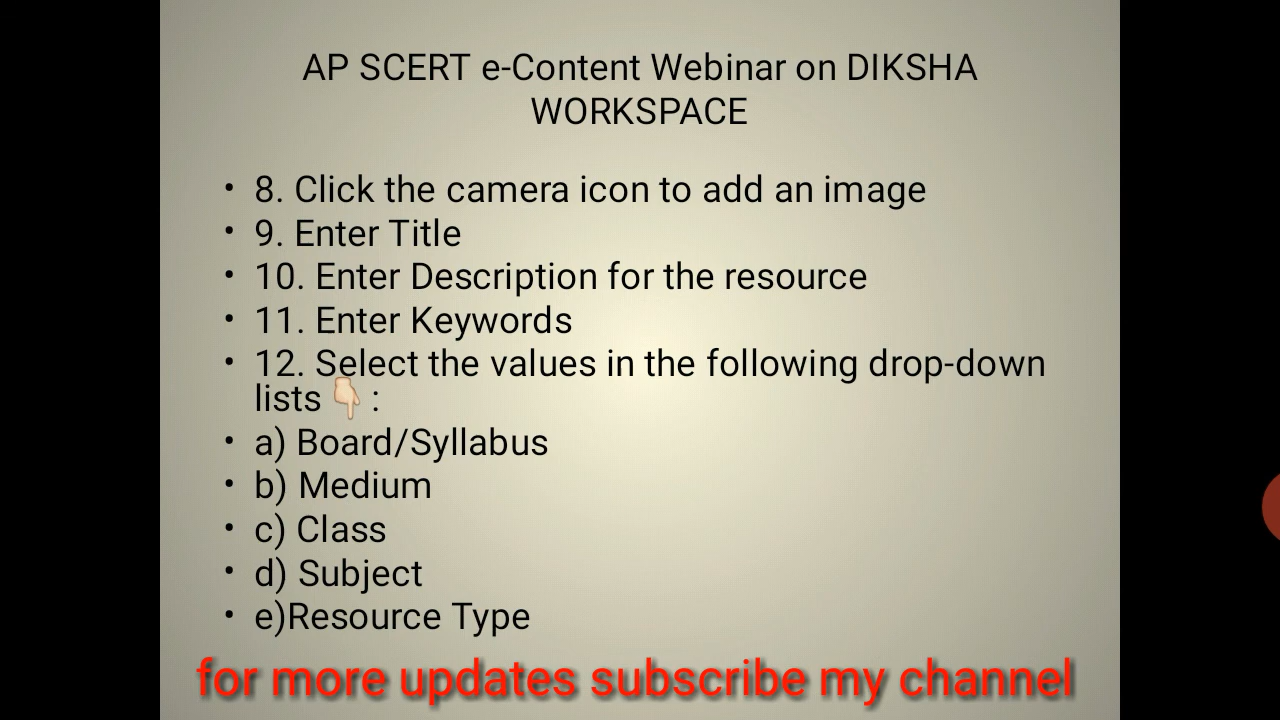 AP SCERT e-Content Webinar on DIKSHA
WORKSPACE
• 8. Click the camera icon to add an image
• 9. Enter Title
• 10. Enter Description for the resource
• 11. Enter Keywords
• 12. Select the values in the following drop-down
lists👇🏻 :
• a) Board/Syllabus
• b) Medium
• c) Class
• d) Subject
• e)Resource Type
for more updates subscribe my channel